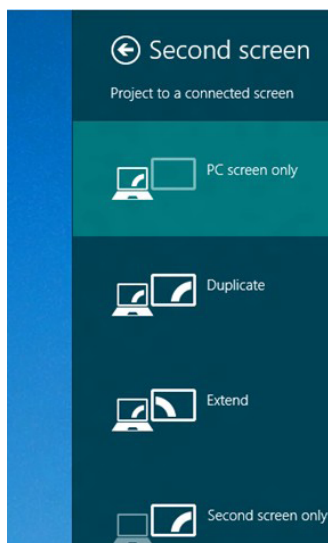 Second screen
Project to a connected screen
PC screen only
Duplicate
Extend
Second screen only